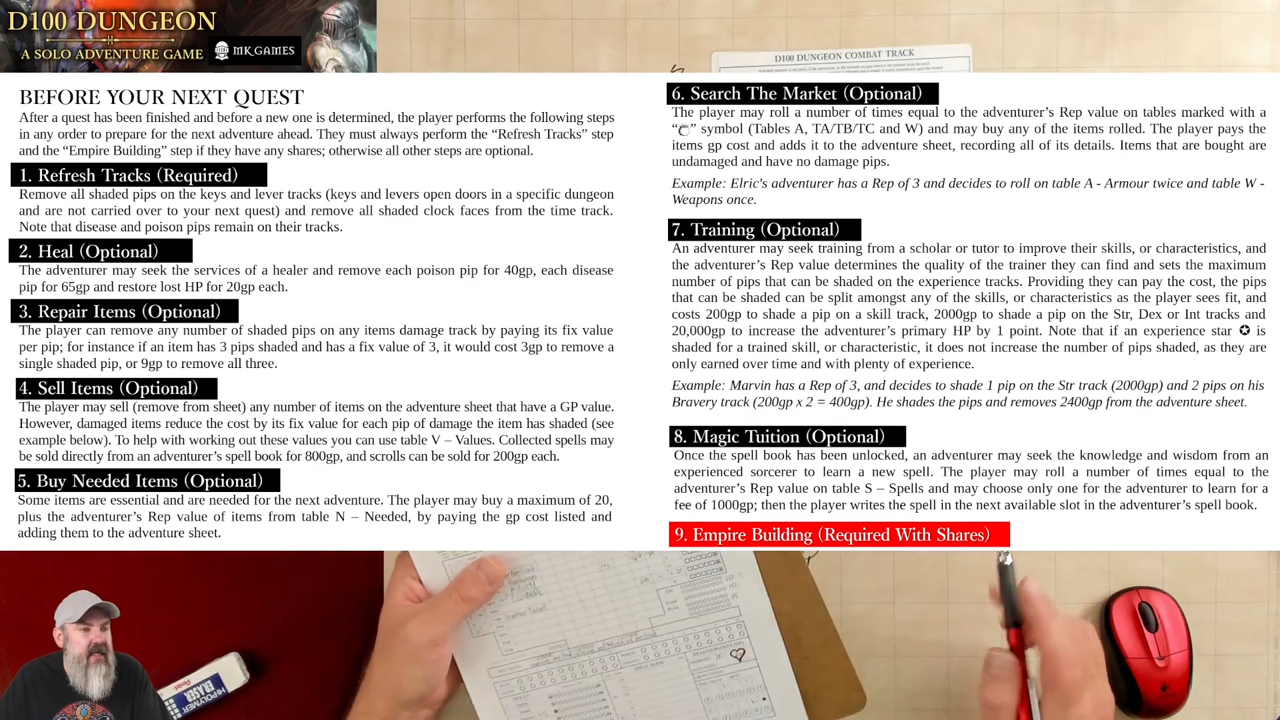 D100 DUNGEON
A SOLO ADVENTURE GAME
MK GAMES
D100 DUNGEON COMBAT TRACK
BEFORE YOUR NEXT QUEST
After a quest has been finished and before a new one is determined, the player performs the following steps
in any order to prepare for the next adventure ahead. They must always perform the “Refresh Tracks” step
and the “Empire Building” step if they have any shares; otherwise all other steps are optional.
1. Refresh Tracks (Required)
Remove all shaded pips on the keys and lever tracks (keys and levers open doors in a specific dungeon
and are not carried over to your next quest) and remove all shaded clock faces from the time track.
Note that disease and poison pips remain on their tracks.
2. Heal (Optional)
The adventurer may seek the services of a healer and remove each poison pip for 40gp, each disease
pip for 65gp and restore lost HP for 20gp each.
3. Repair Items (Optional)
The player can remove any number of shaded pips on any items damage track by paying its fix value
per pip; for instance if an item has 3 pips shaded and has a fix value of 3, it would cost 3gp to remove a
single shaded pip, or 9gp to remove all three.
4. Sell Items (Optional)
The player may sell (remove from sheet) any number of items on the adventure sheet that have a GP value.
However, damaged items reduce the cost by its fix value for each pip of damage the item has shaded (see
example below). To help with working out these values you can use table V – Values. Collected spells may
be sold directly from an adventurer’s spell book for 800gp, and scrolls can be sold for 200gp each.
5. Buy Needed Items (Optional)
Some items are essential and are needed for the next adventure. The player may buy a maximum of 20,
plus the adventurer’s Rep value of items from table N – Needed, by paying the gp cost listed and
adding them to the adventure sheet.
6. Search The Market (Optional)
The player may roll a number of times equal to the adventurer’s Rep value on tables marked with a
“ ” symbol (Tables A, TA/TB/TC and W) and may buy any of the items rolled. The player pays the
items gp cost and adds it to the adventure sheet, recording all of its details. Items that are bought are
undamaged and have no damage pips.
Example: Elric's adventurer has a Rep of 3 and decides to roll on table A - Armour twice and table W -
Weapons once.
7. Training (Optional)
An adventurer may seek training from a scholar or tutor to improve their skills, or characteristics, and
the adventurer’s Rep value determines the quality of the trainer they can find and sets the maximum
number of pips that can be shaded on the experience tracks. Providing they can pay the cost, the pips
that can be shaded can be split amongst any of the skills, or characteristics as the player sees fit, and
costs 200gp to shade a pip on a skill track, 2000gp to shade a pip on the Str, Dex or Int tracks and
20,000gp to increase the adventurer’s primary HP by 1 point. Note that if an experience star ✪ is
shaded for a trained skill, or characteristic, it does not increase the number of pips shaded, as they are
only earned over time and with plenty of experience.
Example: Marvin has a Rep of 3, and decides to shade 1 pip on the Str track (2000gp) and 2 pips on his
Bravery track (200gp x 2 = 400gp). He shades the pips and removes 2400gp from the adventure sheet.
8. Magic Tuition (Optional)
Once the spell book has been unlocked, an adventurer may seek the knowledge and wisdom from an
experienced sorcerer to learn a new spell. The player may roll a number of times equal to the
adventurer’s Rep value on table S – Spells and may choose only one for the adventurer to learn for a
fee of 1000gp; then the player writes the spell in the next available slot in the adventurer’s spell book.
9. Empire Building (Required With Shares)
SPELL BOOK
Pentel
HI-POLYMER
ERASER